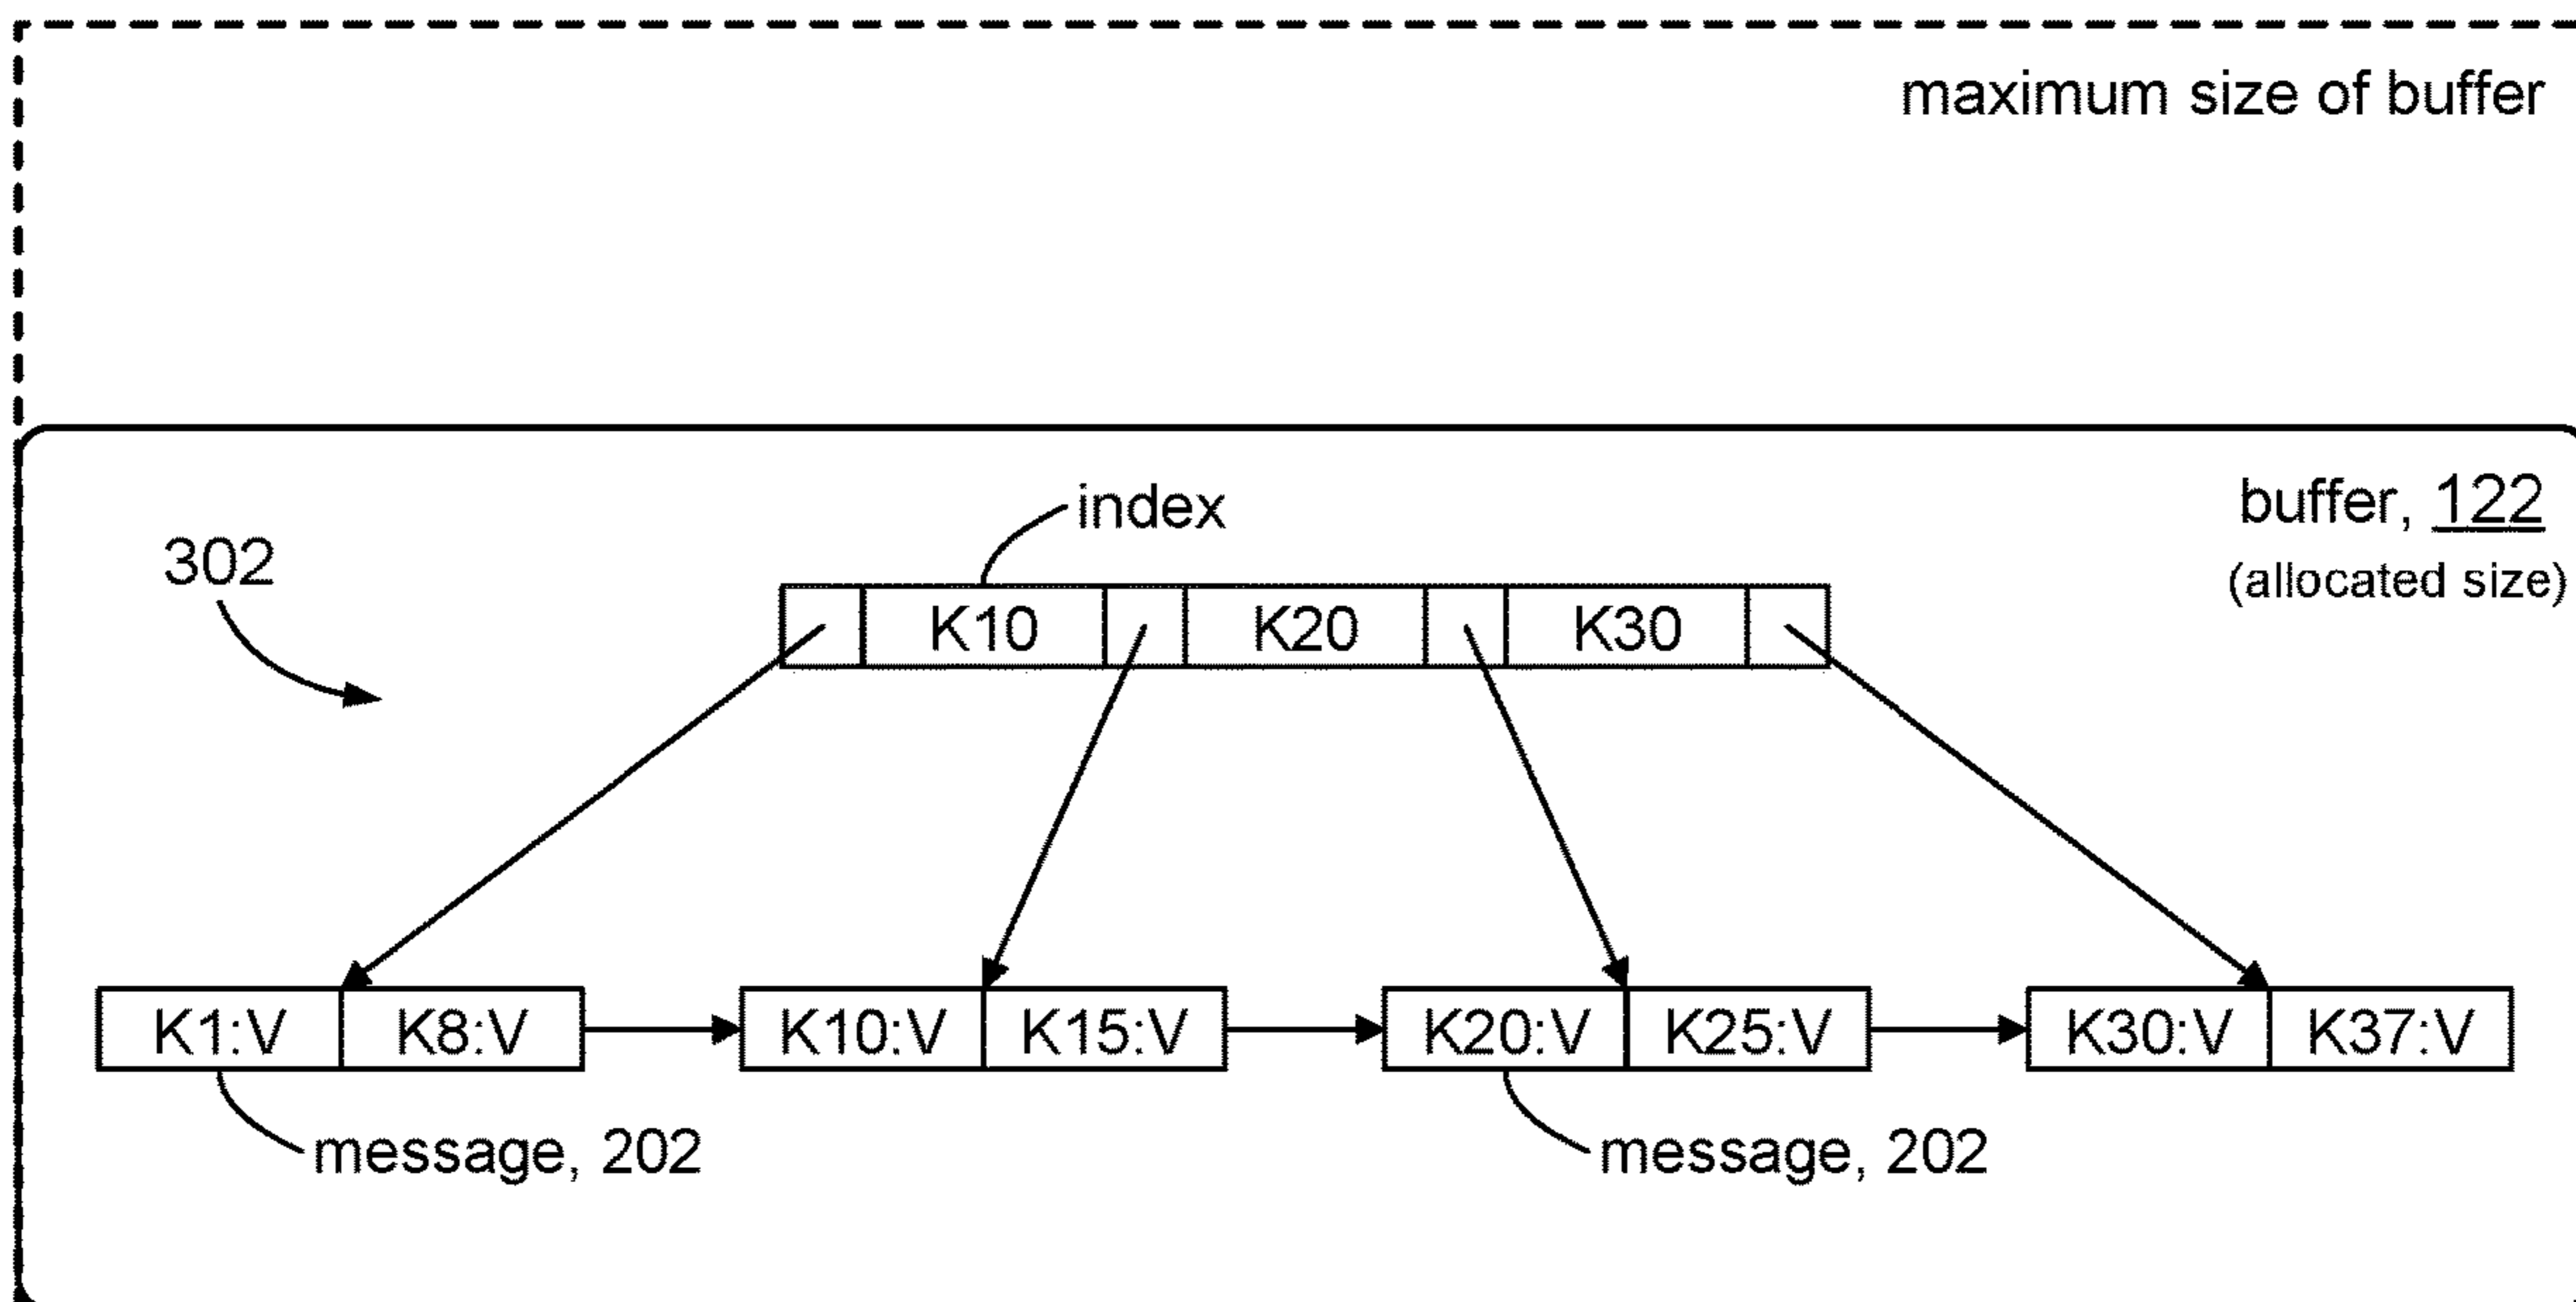 maximum size of buffer
buffer, 122
(allocated size)
index
302
K10 K20 K30
K1:V K8:V K10:V K15:V K20:V K25:V K30:V K37:V
message, 202 message, 202